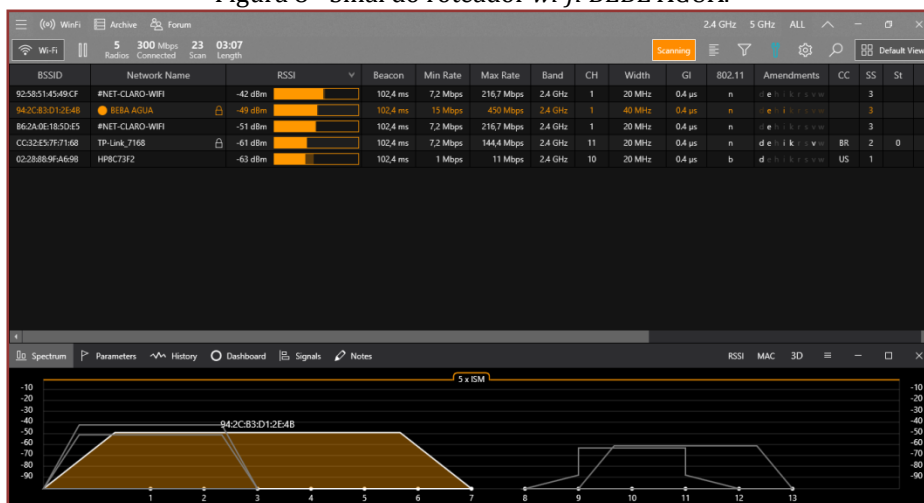 Figura 8 - Sinal do roteador wi-fi BEBE AGUA.
WinFi Archive Forum 2.4 GHz 5 GHz ALL
Wi-Fi 5 Radios 300 Mbps Connected 23 Scan 03:07 Length Scanning Default View
BSSID Network Name RSSI Beacon Min Rate Max Rate Band CH Width GI 802.11 Amendments CC SS St
92:58:51:45:49:CF #NET-CLARO-WIFI -42 dBm 102,4 ms 7,2 Mbps 216,7 Mbps 2.4 GHz 1 20 MHz 0.4 µs n d e h i k r s v w 3
94:2C:B3:D1:2E:4B BEBA AGUA -49 dBm 102,4 ms 15 Mbps 450 Mbps 2.4 GHz 1 40 MHz 0.4 µs n d e h i k r s v w 3
B6:2A:0E:18:5D:E5 #NET-CLARO-WIFI -51 dBm 102,4 ms 7,2 Mbps 216,7 Mbps 2.4 GHz 1 20 MHz 0.4 µs n d e h i k r s v w 3
CC:32:E5:7F:71:68 TP-Link_7168 -61 dBm 102,4 ms 7,2 Mbps 144,4 Mbps 2.4 GHz 11 20 MHz 0.4 µs n d e h i k r s v w BR 2 0
02:28:88:9F:A6:98 HP8C73F2 -63 dBm 102,4 ms 1 Mbps 11 Mbps 2.4 GHz 10 20 MHz 0.4 µs b d e h i k r s v w US 1
Spectrum Parameters History Dashboard Signals Notes RSSI MAC 3D
5 x ISM
-10 -10
-20 -20
-30 -30
-40 -40
94:2C:B3:D1:2E:4B
-50 -50
-60 -60
-70 -70
-80 -80
-90 -90
1 2 3 4 5 6 7 8 9 10 11 12 13